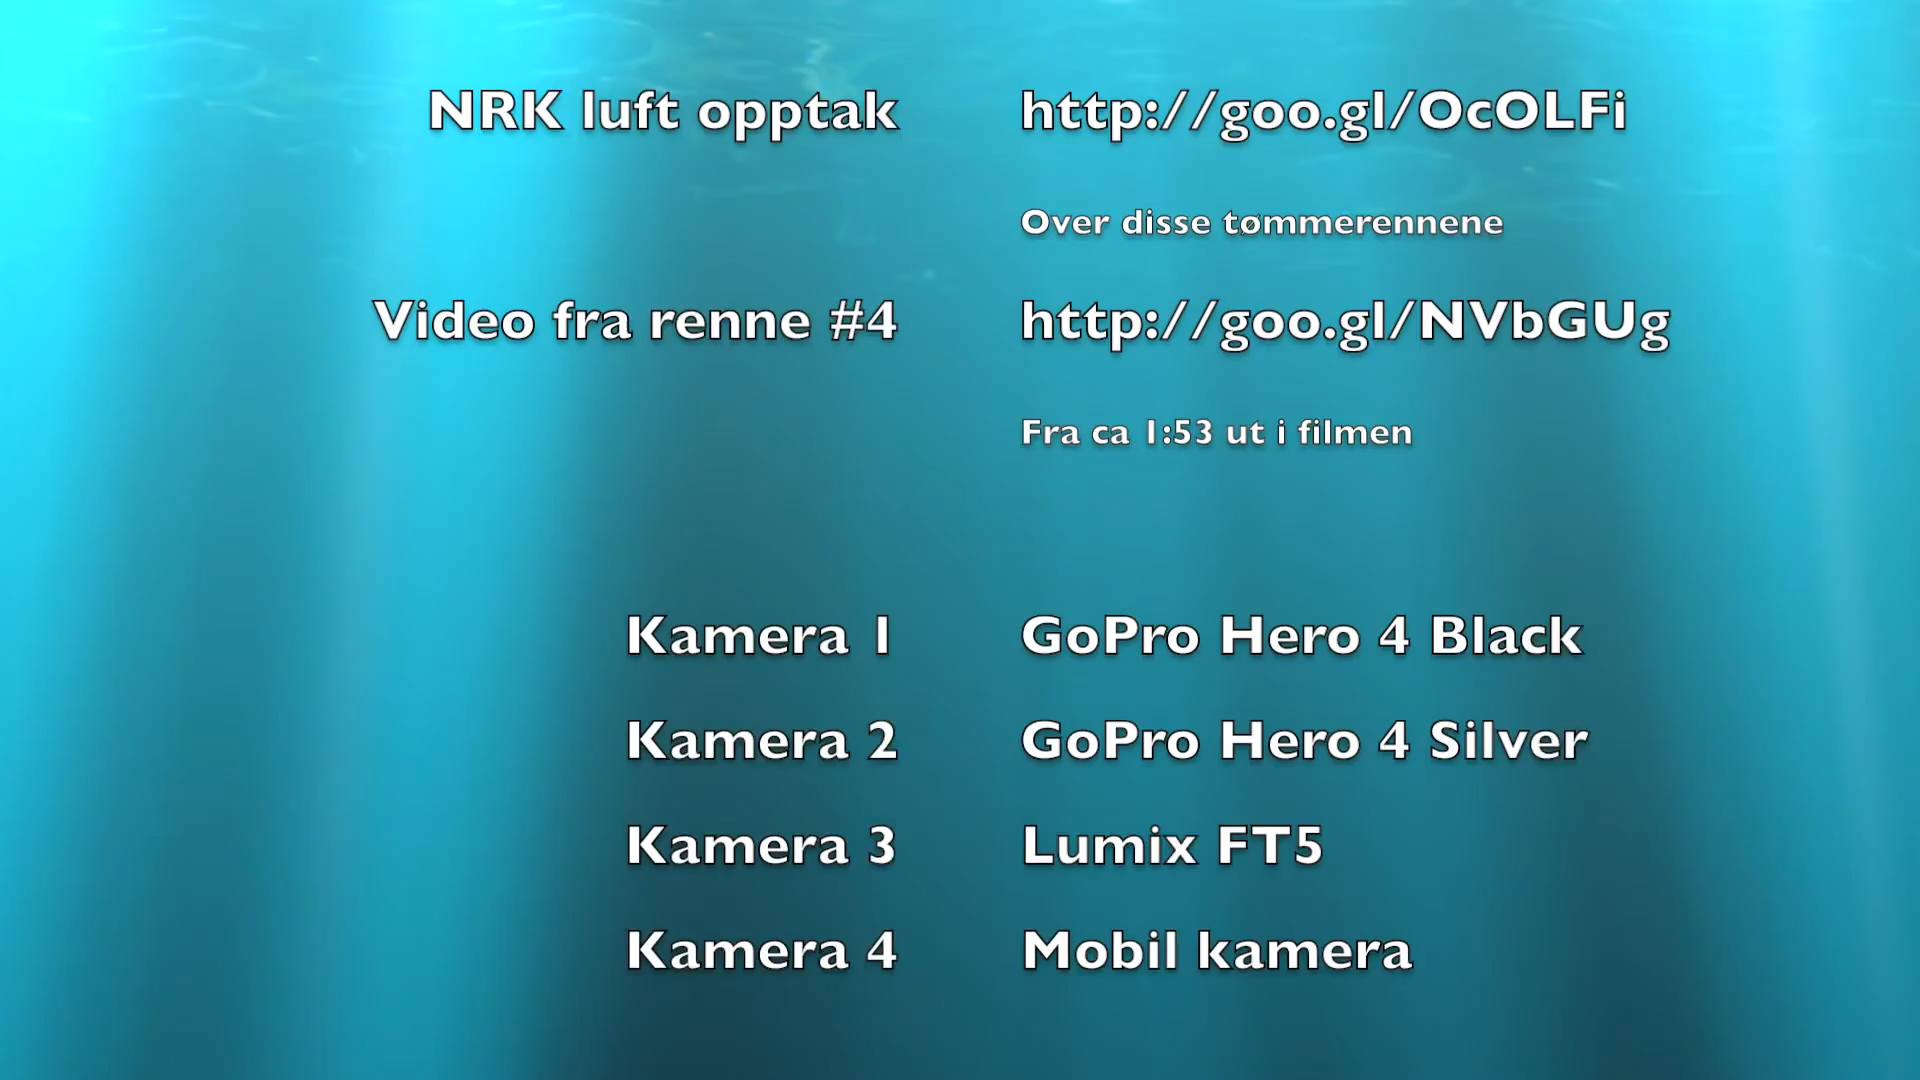 NRK luft opptak http://goo.gl/OcOLFi
Over disse tømmerennene
Video fra renne #4 http://goo.gl/NVbGUg
Fra ca 1:53 ut i filmen
Kamera 1 GoPro Hero 4 Black
Kamera 2 GoPro Hero 4 Silver
Kamera 3 Lumix FT5
Kamera 4 Mobil kamera